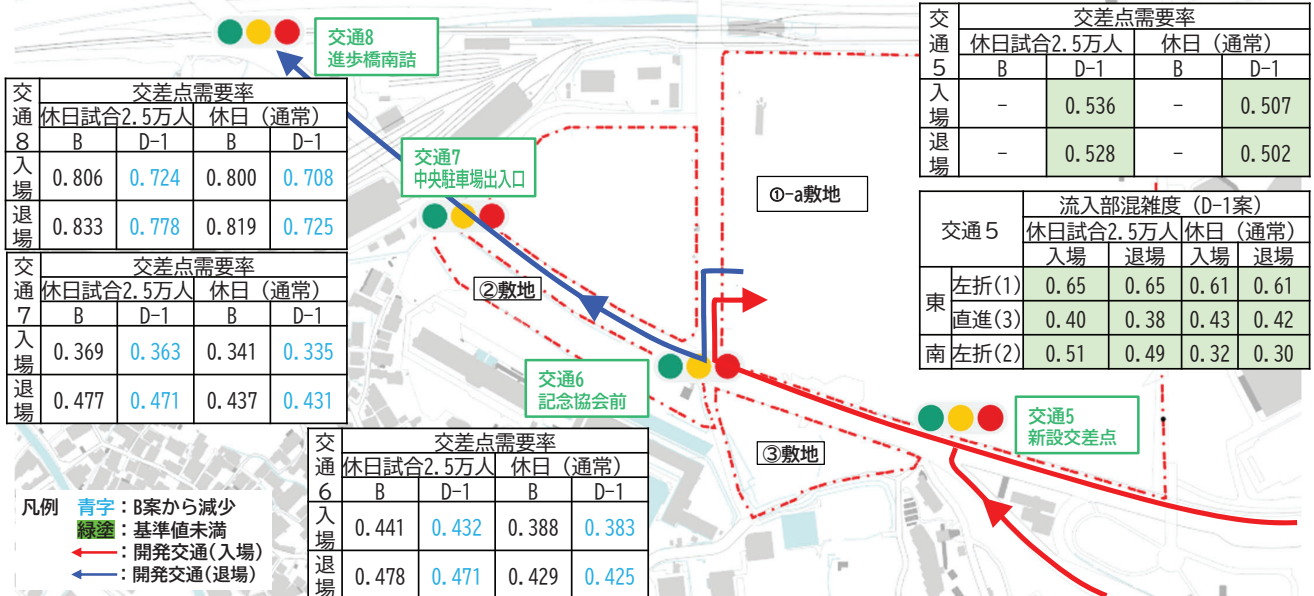 交通8
進歩橋南詰
交通8 交差点需要率
休日試合2.5万人 休日（通常）
B D-1 B D-1
入場 0.806 0.724 0.800 0.708
退場 0.833 0.778 0.819 0.725
交通7 交差点需要率
休日試合2.5万人 休日（通常）
B D-1 B D-1
入場 0.369 0.363 0.341 0.335
退場 0.477 0.471 0.437 0.431
交通7
中央駐車場出入口
②敷地
①-a敷地
交通6
記念協会前
③敷地
交通5
新設交差点
交通5 交差点需要率
休日試合2.5万人 休日（通常）
B D-1 B D-1
入場 － 0.536 － 0.507
退場 － 0.528 － 0.502
交通5 流入部混雑度（D-1案）
休日試合2.5万人 休日（通常）
入場 退場 入場 退場
東 左折(1) 0.65 0.65 0.61 0.61
直進(3) 0.40 0.38 0.43 0.42
南 左折(2) 0.51 0.49 0.32 0.30
交通6 交差点需要率
休日試合2.5万人 休日（通常）
B D-1 B D-1
入場 0.441 0.432 0.388 0.383
退場 0.478 0.471 0.429 0.425
凡例 青字：B案から減少
緑塗：基準値未満
：開発交通(入場)
：開発交通(退場)